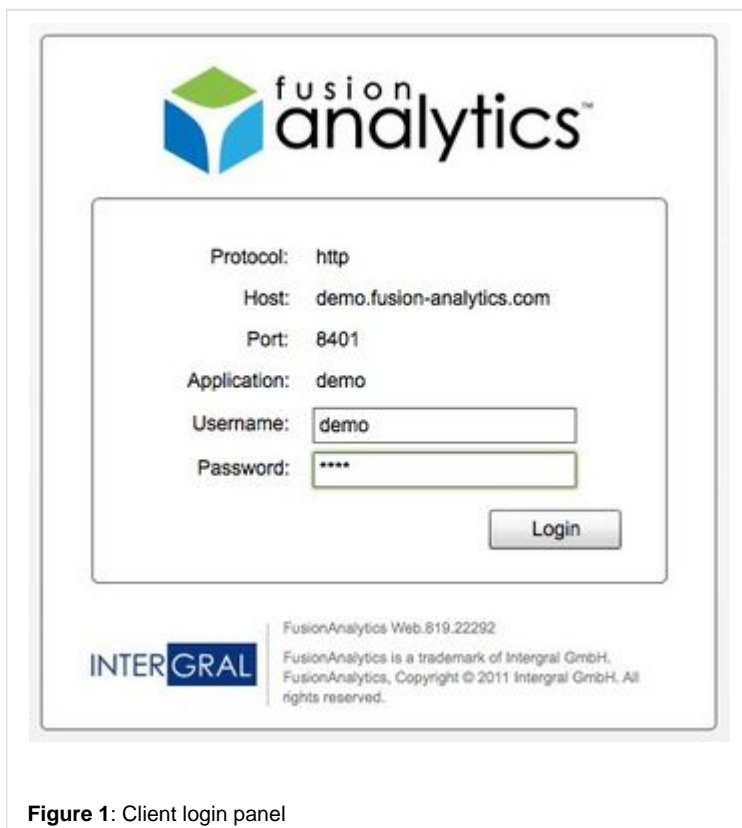 fusion
analytics™
Protocol: http
Host: demo.fusion-analytics.com
Port: 8401
Application: demo
Username: demo
Password: ****
Login
INTERGRAL
FusionAnalytics Web.819.22292
FusionAnalytics is a trademark of Intergral GmbH.
FusionAnalytics, Copyright © 2011 Intergral GmbH. All
rights reserved.
Figure 1: Client login panel